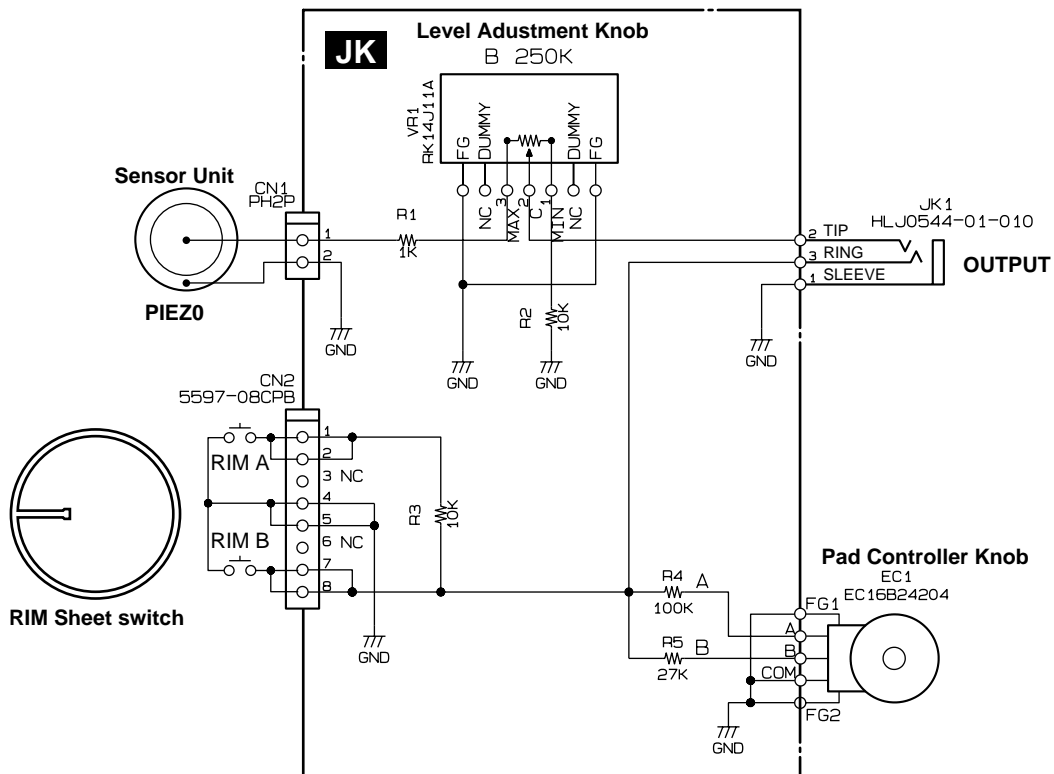 JK
Level Adustment Knob
B 250K
VR1
RK14J11A
FG
DUMMY
DUMMY
FG
NC
3
MAX
2
C
1
MIN
NC
Sensor Unit
CN1
PH2P
1
2
PIEZ0
GND
R1
1K
GND
R2
10K
GND
JK1
HLJ0544-01-010
2 TIP
3 RING
1 SLEEVE
OUTPUT
GND
CN2
5597-08CPB
1
2
3 NC
4
5
6 NC
7
8
RIM A
RIM B
RIM Sheet switch
R3
10K
GND
R4
100K
A
R5
27K
B
Pad Controller Knob
EC1
EC16B24204
FG1
A
B
COM
FG2
GND